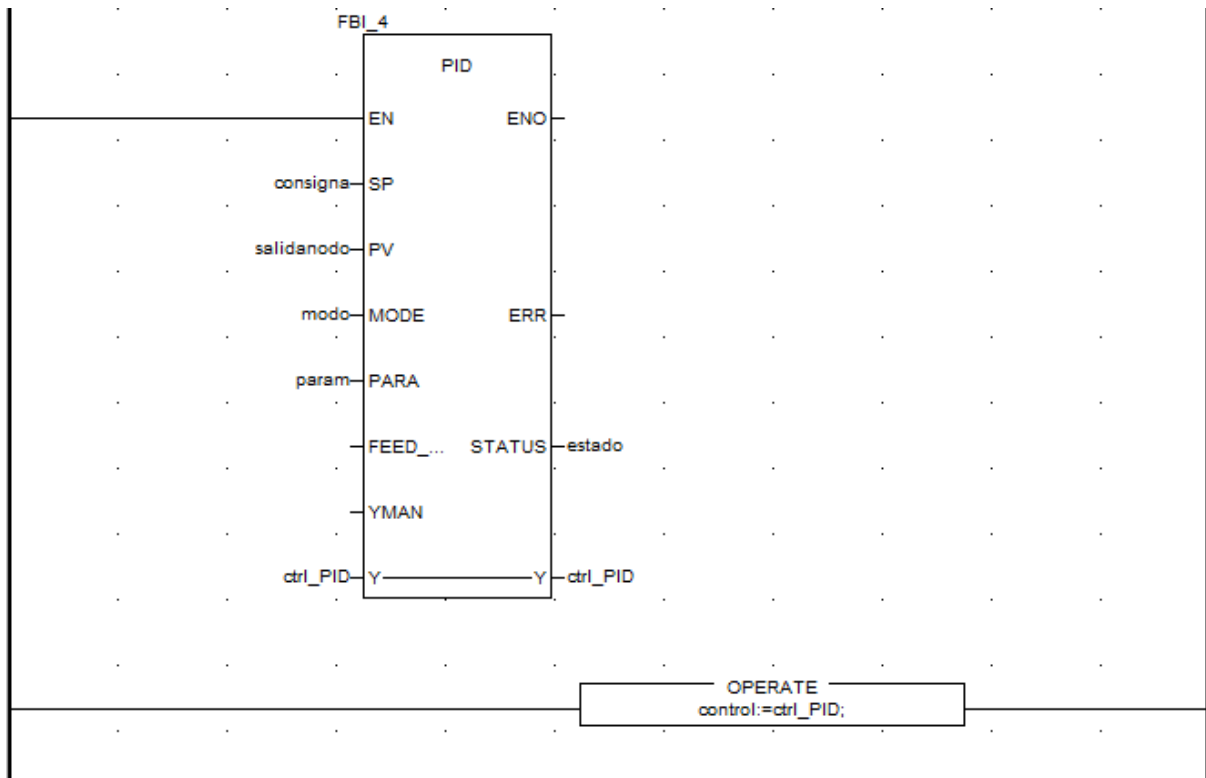 FBI_4
PID
EN ENO
consigna SP
salidanodo PV
modo MODE ERR
param PARA
FEED_... STATUS estado
YMAN
ctrl_PID Y Y ctrl_PID
OPERATE
control:=ctrl_PID;